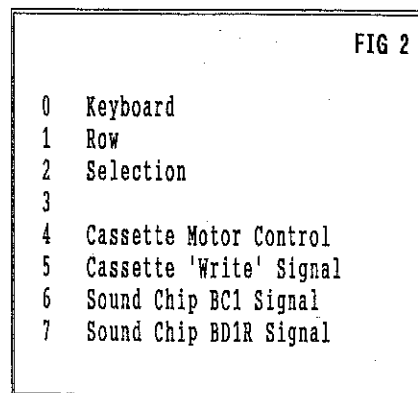 FIG 2
0 Keyboard
1 Row
2 Selection
3
4 Cassette Motor Control
5 Cassette 'Write' Signal
6 Sound Chip BC1 Signal
7 Sound Chip BD1R Signal